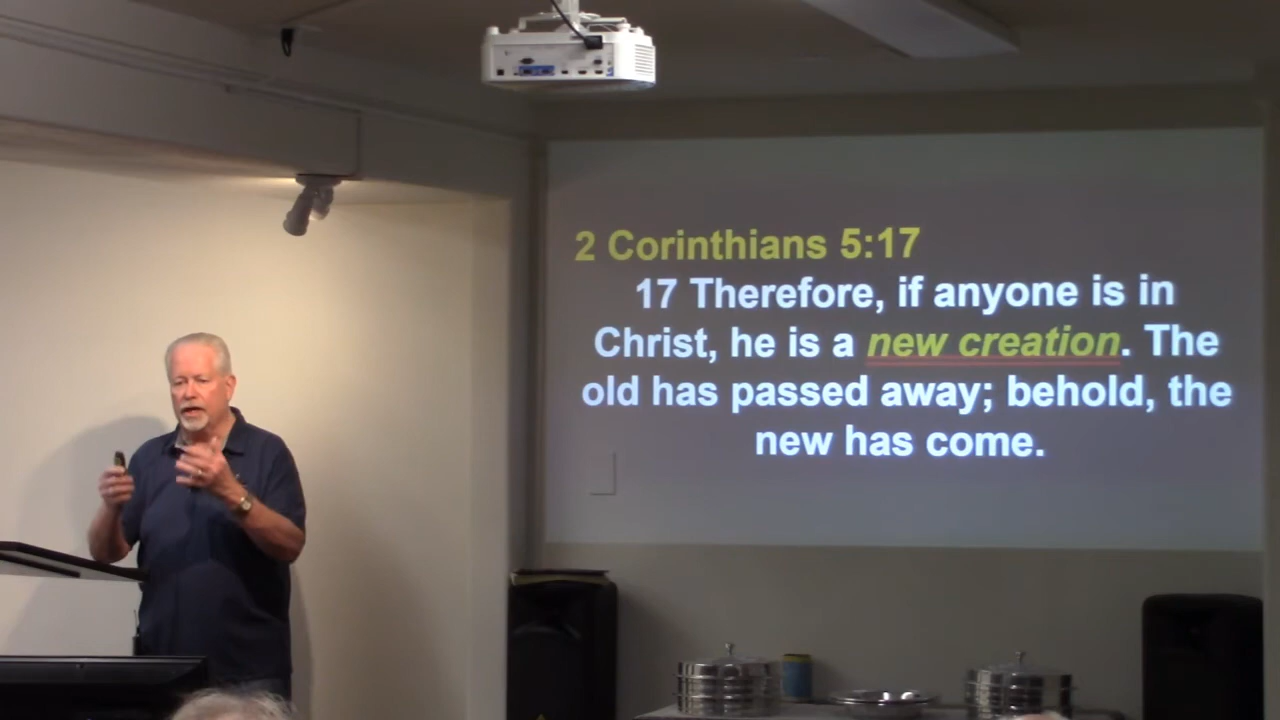 2 Corinthians 5:17
17 Therefore, if anyone is in
Christ, he is a new creation. The
old has passed away; behold, the
new has come.